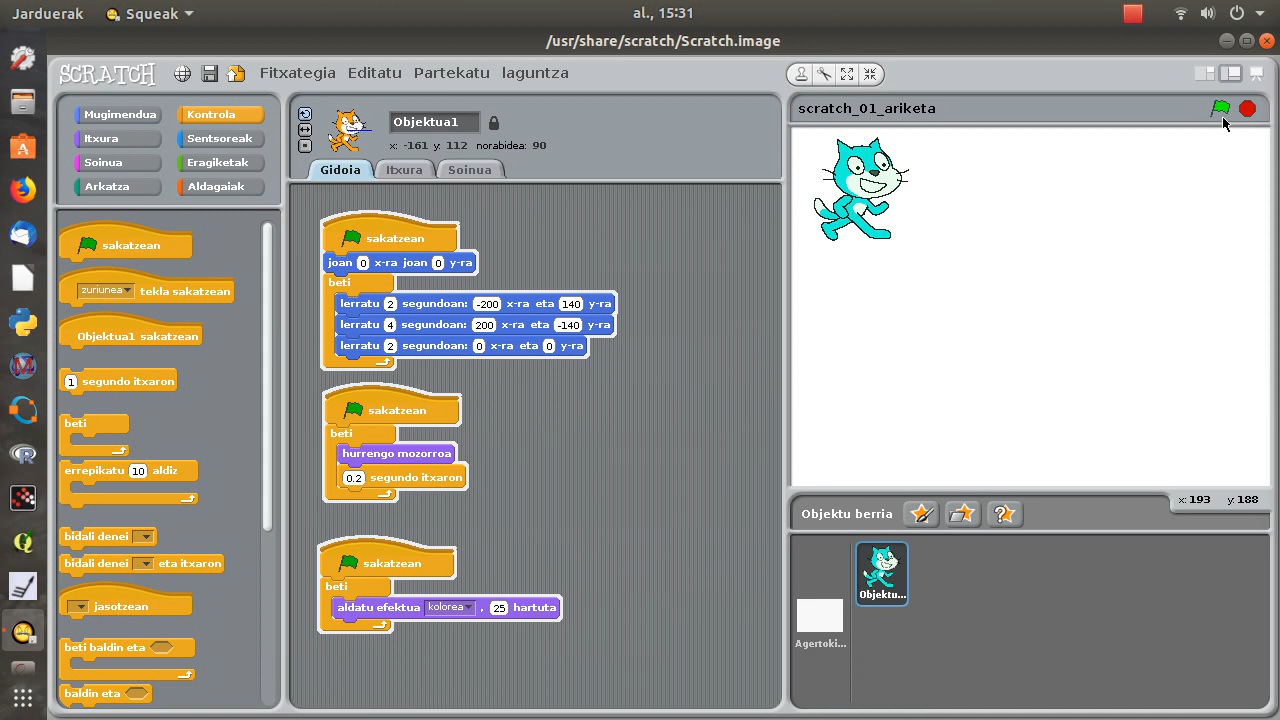 Jarduerak
Squeak
al., 15:31
/usr/share/scratch/Scratch.image
SCRATCH
Fitxategia
Editatu
Partekatu
laguntza
Mugimendua
Kontrola
Itxura
Sentsoreak
Soinua
Eragiketak
Arkatza
Aldagaiak
sakatzean
zuriunea tekla sakatzean
Objektua1 sakatzean
1 segundo itxaron
beti
errepikatu 10 aldiz
bidali denei
bidali denei eta itxaron
jasotzean
beti baldin eta
baldin eta
Objektua1
x: -161 y: 112 norabidea: 90
Gidoia
Itxura
Soinua
sakatzean
joan 0 x-ra joan 0 y-ra
beti
lerratu 2 segundoan: -200 x-ra eta 140 y-ra
lerratu 4 segundoan: 200 x-ra eta -140 y-ra
lerratu 2 segundoan: 0 x-ra eta 0 y-ra
sakatzean
beti
hurrengo mozorroa
0.2 segundo itxaron
sakatzean
beti
aldatu efektua kolorea , 25 hartuta
scratch_01_ariketa
x: 193 y: 188
Objektu berria
Objektu...
Agertoki...